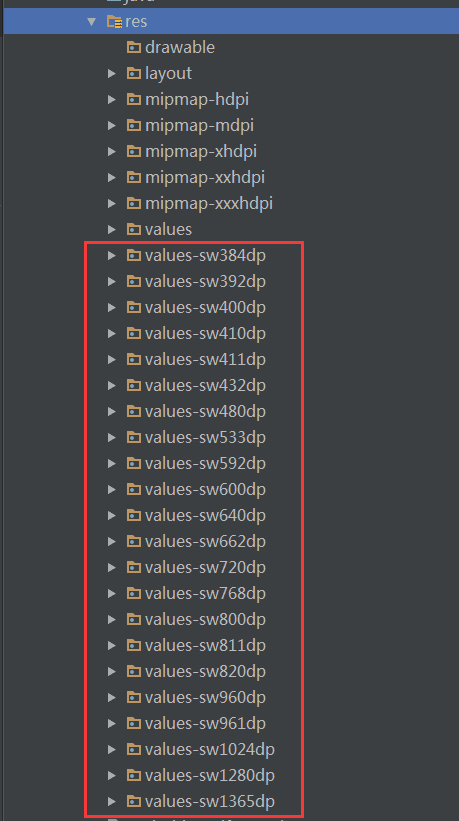 res
drawable
layout
mipmap-hdpi
mipmap-mdpi
mipmap-xhdpi
mipmap-xxhdpi
mipmap-xxxhdpi
values
values-sw384dp
values-sw392dp
values-sw400dp
values-sw410dp
values-sw411dp
values-sw432dp
values-sw480dp
values-sw533dp
values-sw592dp
values-sw600dp
values-sw640dp
values-sw662dp
values-sw720dp
values-sw768dp
values-sw800dp
values-sw811dp
values-sw820dp
values-sw960dp
values-sw961dp
values-sw1024dp
values-sw1280dp
values-sw1365dp